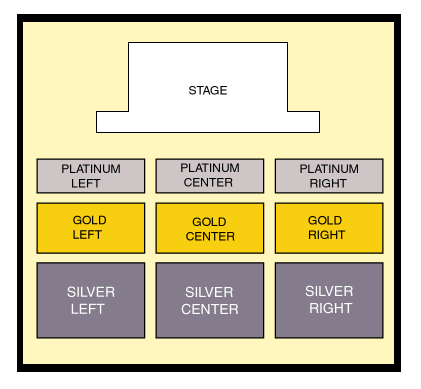 STAGE
PLATINUM
LEFT
PLATINUM
CENTER
PLATINUM
RIGHT
GOLD
LEFT
GOLD
CENTER
GOLD
RIGHT
SILVER
LEFT
SILVER
CENTER
SILVER
RIGHT